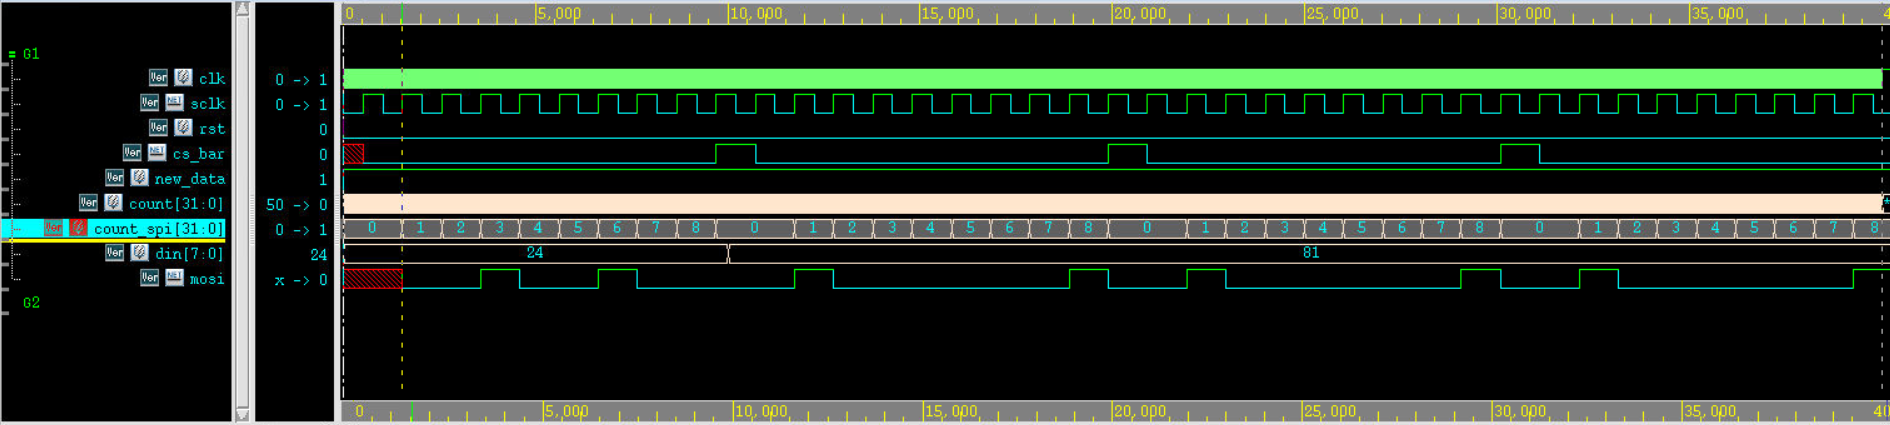 0 5,000 10,000 15,000 20,000 25,000 30,000 35,000 4
= G1
Ver clk 0 -> 1
Ver NET sclk 0 -> 1
Ver rst 0
Ver NET cs_bar 0
Ver new_data 1
Ver count[31:0] 50 -> 0 *
Ver count_spi[31:0] 0 -> 1 0 1 2 3 4 5 6 7 8 0 1 2 3 4 5 6 7 8 0 1 2 3 4 5 6 7 8 0 1 2 3 4 5 6 7 8
Ver din[7:0] 24 24 81
Ver NET mosi x -> 0
G2
0 5,000 10,000 15,000 20,000 25,000 30,000 35,000 40